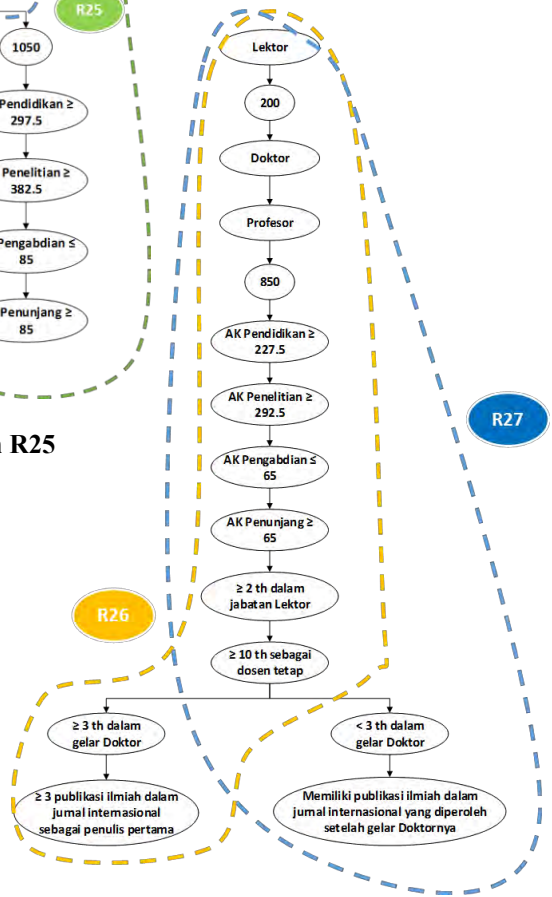 R25
1050
Pendidikan ≥
297.5
Penelitian ≥
382.5
Pengabdian ≤
85
Penunjang ≥
85
R25
Lektor
200
Doktor
Profesor
850
AK Pendidikan ≥
227.5
AK Penelitian ≥
292.5
AK Pengabdian ≤
65
AK Penunjang ≥
65
≥ 2 th dalam
jabatan Lektor
≥ 10 th sebagai
dosen tetap
R26
R27
≥ 3 th dalam
gelar Doktor
≥ 3 publikasi ilmiah dalam
jurnal internasional
sebagai penulis pertama
< 3 th dalam
gelar Doktor
Memiliki publikasi ilmiah dalam
jurnal internasional yang diperoleh
setelah gelar Doktornya